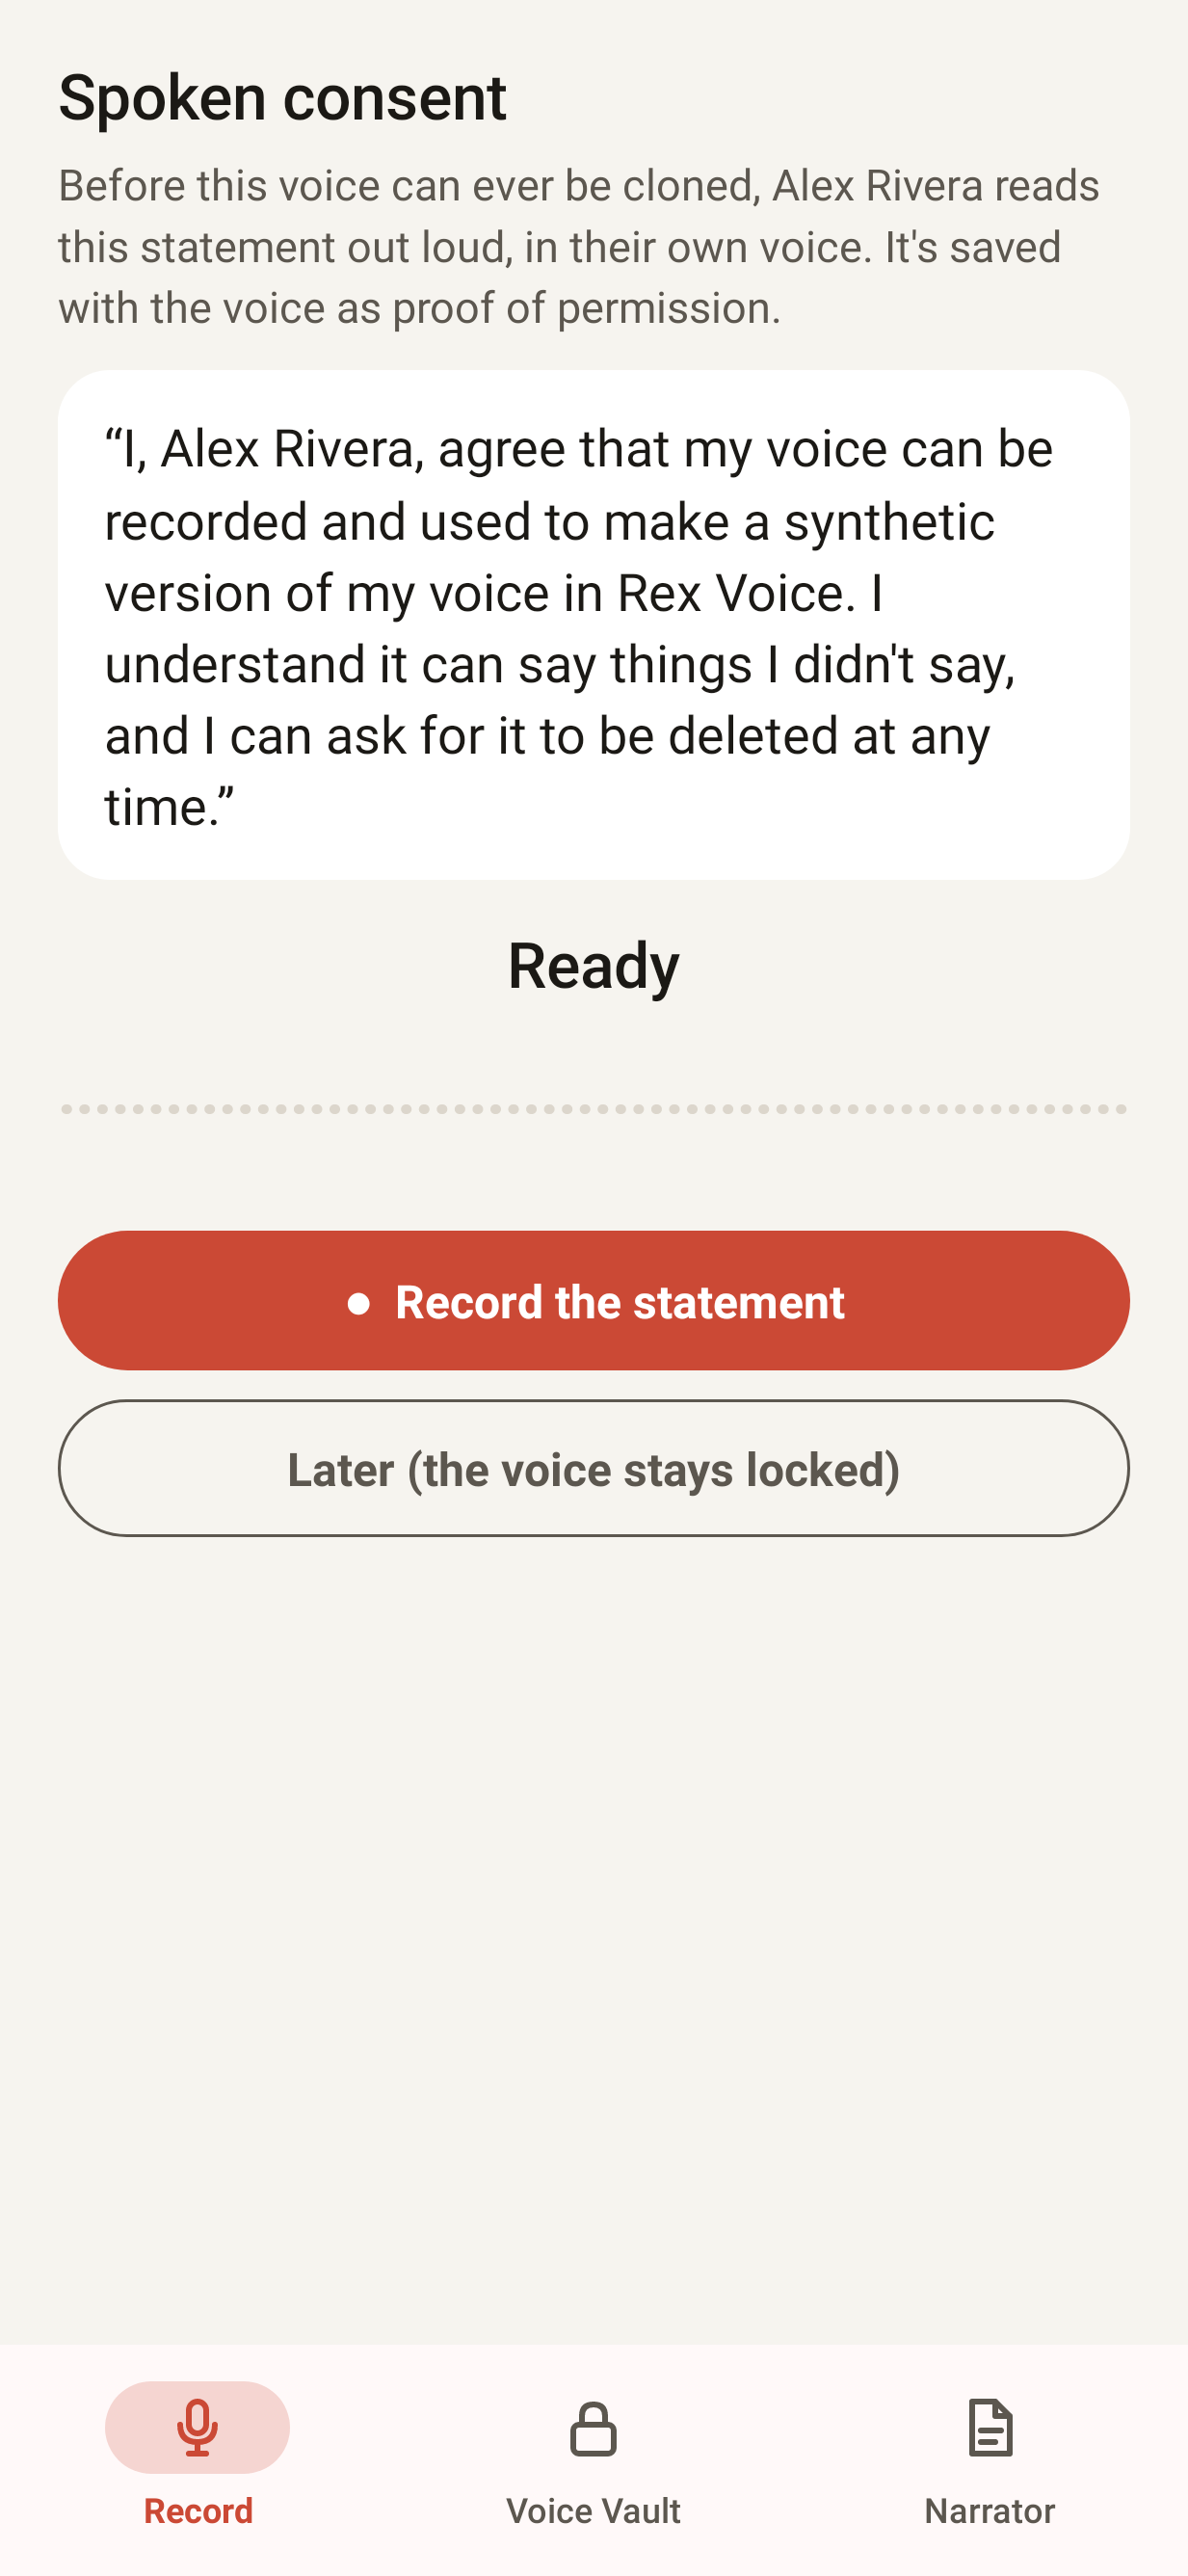 Spoken consent
Before this voice can ever be cloned, Alex Rivera reads
this statement out loud, in their own voice. It's saved
with the voice as proof of permission.
“I, Alex Rivera, agree that my voice can be
recorded and used to make a synthetic
version of my voice in Rex Voice. I
understand it can say things I didn't say,
and I can ask for it to be deleted at any
time.”
Ready
Record the statement
Later (the voice stays locked)
Record
Voice Vault
Narrator